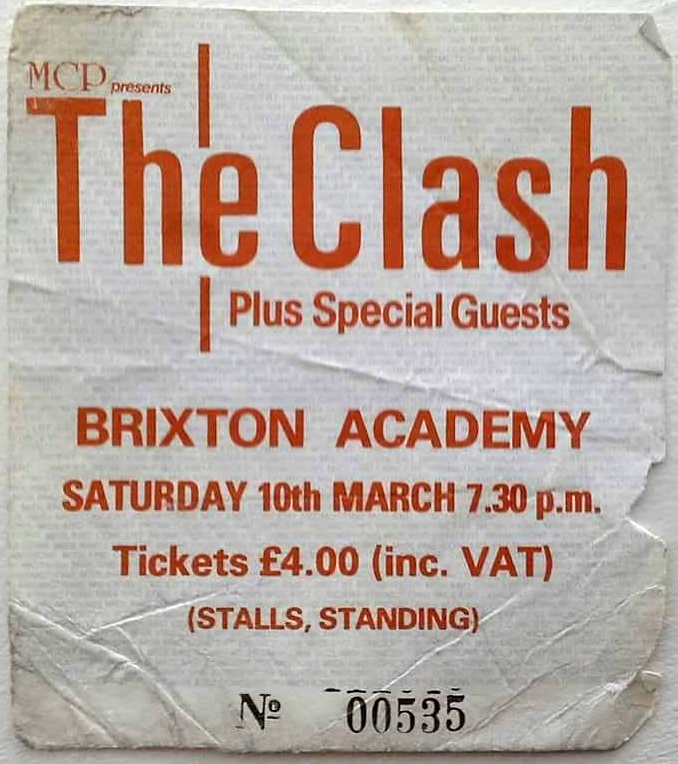 MCP presents
The Clash
Plus Special Guests
BRIXTON ACADEMY
SATURDAY 10th MARCH 7.30 p.m.
Tickets £4.00 (inc. VAT)
(STALLS, STANDING)
Nº 00535